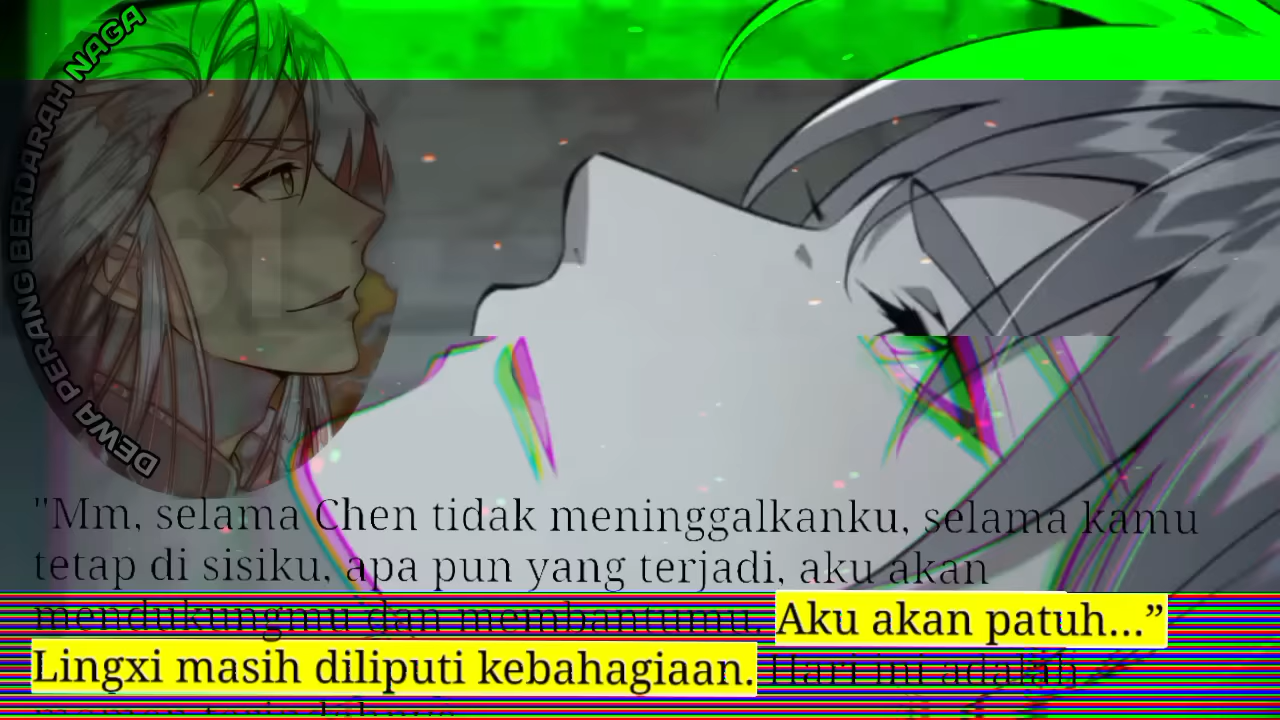 DEWA PERANG BERDARAH NAGA
"Mm, selama Chen tidak meninggalkanku, selama kamu
tetap di sisiku, apa pun yang terjadi, aku akan
mendukungmu dan membantumu. Aku akan patuh...”
Lingxi masih diliputi kebahagiaan. Hari ini adalah